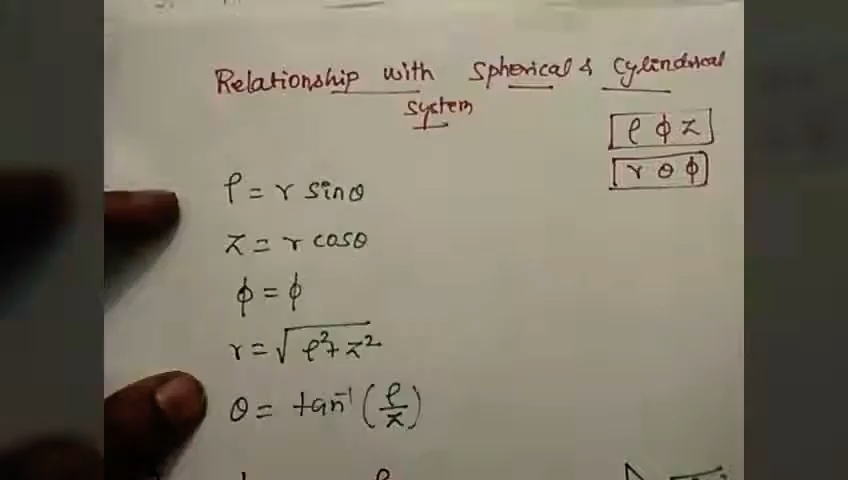 Relationship with Spherical & Cylindrical
system
ρ ϕ z
r θ ϕ
ρ = r sinθ
z = r cosθ
ϕ = ϕ
r = √ρ²+z²
θ = tan⁻¹ (ρ/z)